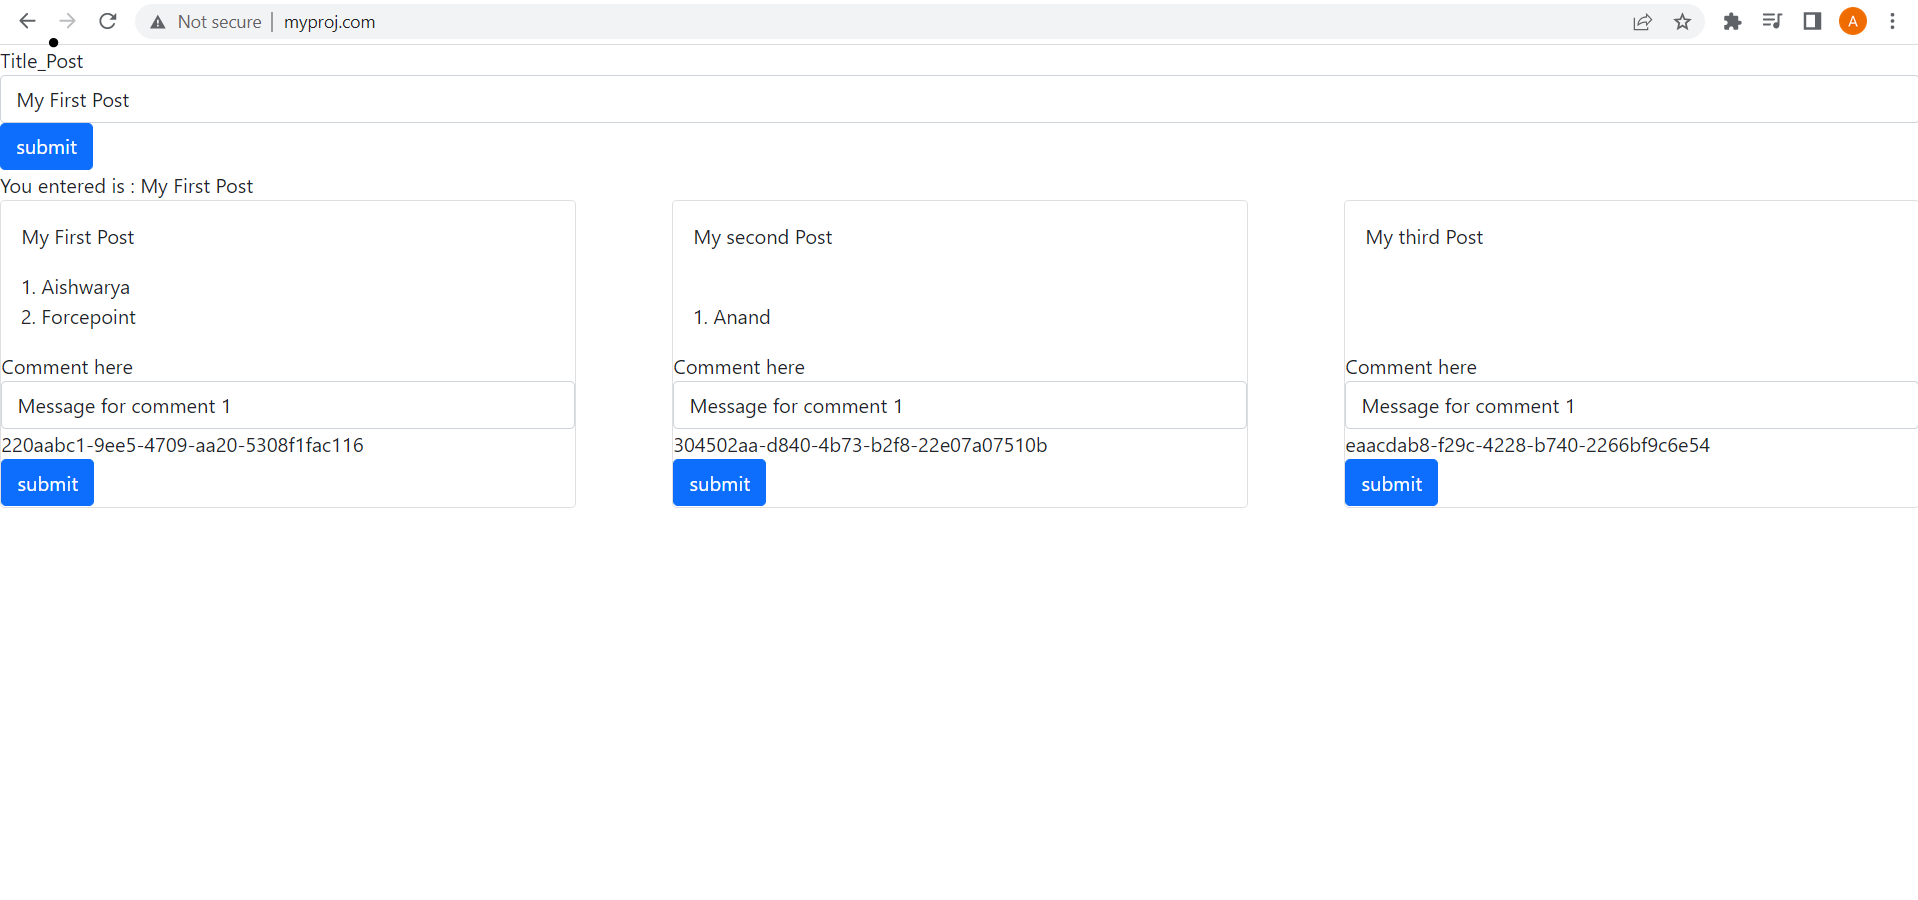 Not secure | myproj.com
A
Title_Post
My First Post
submit
You entered is : My First Post
My First Post
1. Aishwarya
2. Forcepoint
Comment here
Message for comment 1
220aabc1-9ee5-4709-aa20-5308f1fac116
submit
My second Post
1. Anand
Comment here
Message for comment 1
304502aa-d840-4b73-b2f8-22e07a07510b
submit
My third Post
Comment here
Message for comment 1
eaacdab8-f29c-4228-b740-2266bf9c6e54
submit